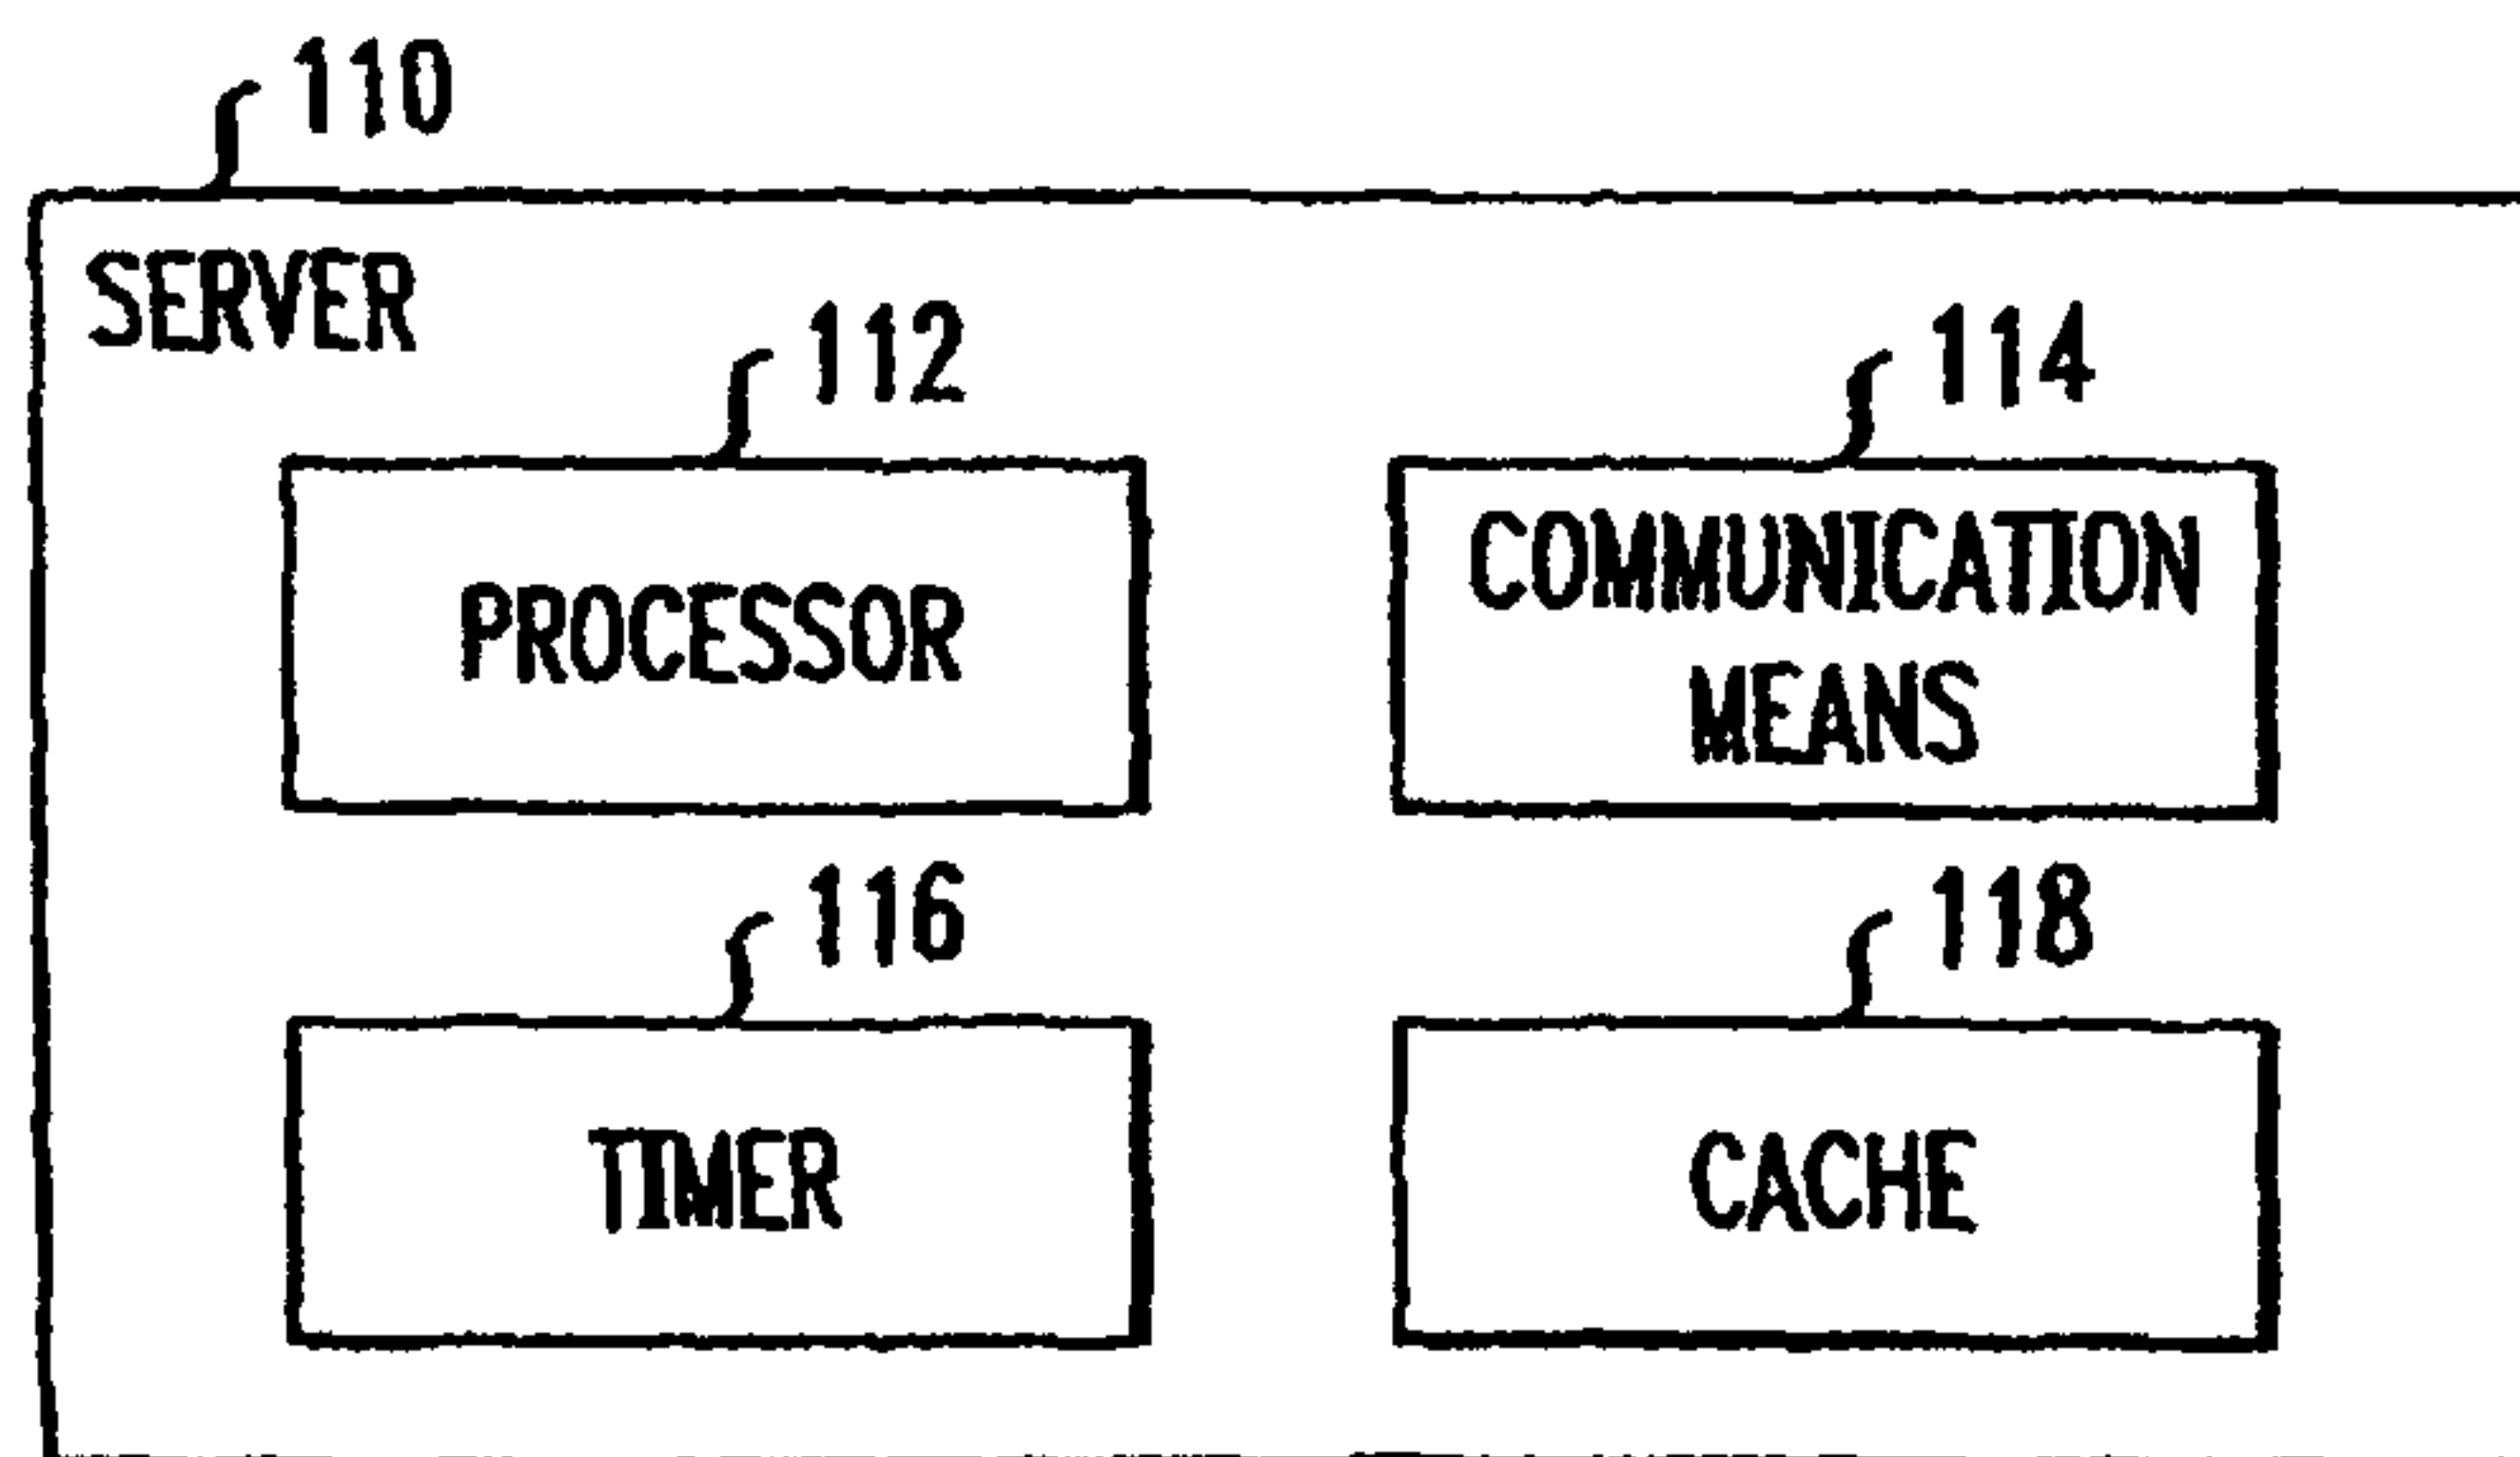 110
SERVER
112
114
PROCESSOR
COMMUNICATION
MEANS
116
118
TIMER
CACHE